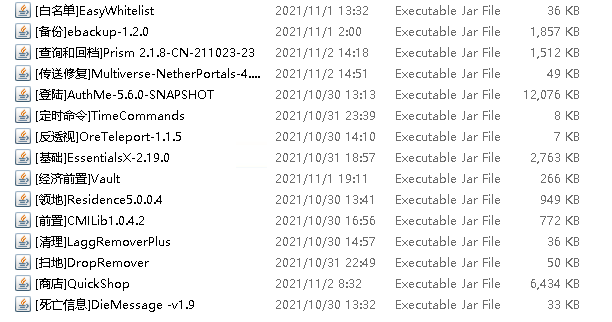 [白名单]EasyWhitelist 2021/11/1 13:32 Executable Jar File 36 KB
[备份]ebackup-1.2.0 2021/11/1 2:00 Executable Jar File 1,857 KB
[查询和回档]Prism 2.1.8-CN-211023-23 2021/11/2 14:18 Executable Jar File 1,512 KB
[传送修复]Multiverse-NetherPortals-4.... 2021/11/2 14:51 Executable Jar File 49 KB
[登陆]AuthMe-5.6.0-SNAPSHOT 2021/10/30 13:13 Executable Jar File 12,076 KB
[定时命令]TimeCommands 2021/10/31 23:39 Executable Jar File 8 KB
[反透视]OreTeleport-1.1.5 2021/10/30 14:10 Executable Jar File 7 KB
[基础]EssentialsX-2.19.0 2021/10/31 18:57 Executable Jar File 2,763 KB
[经济前置]Vault 2021/11/1 19:11 Executable Jar File 266 KB
[领地]Residence5.0.0.4 2021/10/30 13:41 Executable Jar File 949 KB
[前置]CMILib1.0.4.2 2021/10/30 16:56 Executable Jar File 772 KB
[清理]LaggRemoverPlus 2021/10/30 14:57 Executable Jar File 36 KB
[扫地]DropRemover 2021/10/31 22:49 Executable Jar File 50 KB
[商店]QuickShop 2021/11/2 8:32 Executable Jar File 6,434 KB
[死亡信息]DieMessage -v1.9 2021/10/30 13:32 Executable Jar File 33 KB